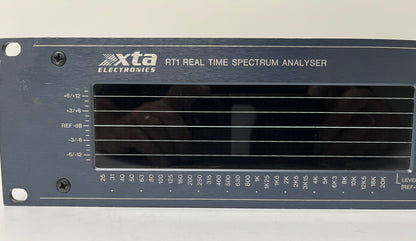 xta
ELECTRONICS
RT1 REAL TIME SPECTRUM ANALYSER
+6/+12
+3/+6
REF-dB
-3/-6
-6/-12
25 31 40 50 63 80 100 125 160 200 250 315 400 500 630 800 1K 1K25 1K6 2K 2K5 3K15 4K 5K 6K3 8K 10K 12K5 16K 20K
LEVE
[REF-